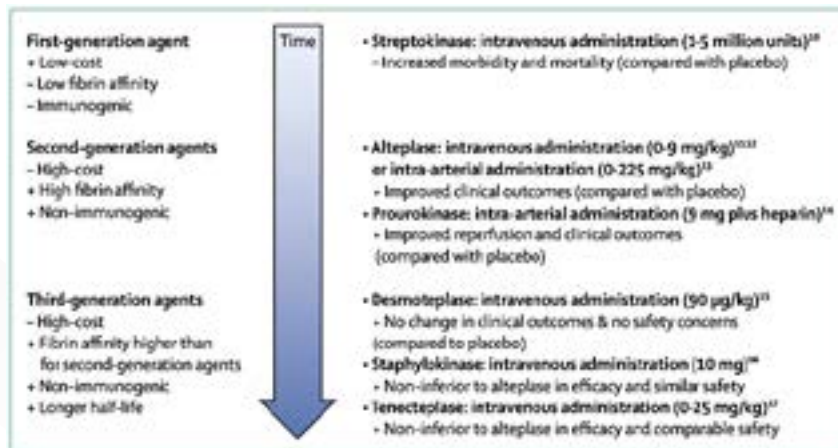 First-generation agent
+ Low-cost
– Low fibrin affinity
– Immunogenic
Second-generation agents
– High-cost
+ High fibrin affinity
+ Non-immunogenic
Third-generation agents
– High-cost
+ Fibrin affinity higher than
for second-generation agents
+ Non-immunogenic
+ Longer half-life
Time
• Streptokinase: intravenous administration (1·5 million units)
– Increased morbidity and mortality (compared with placebo)
• Alteplase: intravenous administration (0·9 mg/kg)
or intra-arterial administration (0·225 mg/kg)
+ Improved clinical outcomes (compared with placebo)
• Prourokinase: intra-arterial administration (9 mg plus heparin)
+ Improved reperfusion and clinical outcomes
(compared with placebo)
• Desmoteplase: intravenous administration (90 μg/kg)
+ No change in clinical outcomes & no safety concerns
(compared to placebo)
• Staphylokinase: intravenous administration (10 mg)
+ Non-inferior to alteplase in efficacy and similar safety
• Tenecteplase: intravenous administration (0·25 mg/kg)
+ Non-inferior to alteplase in efficacy and comparable safety